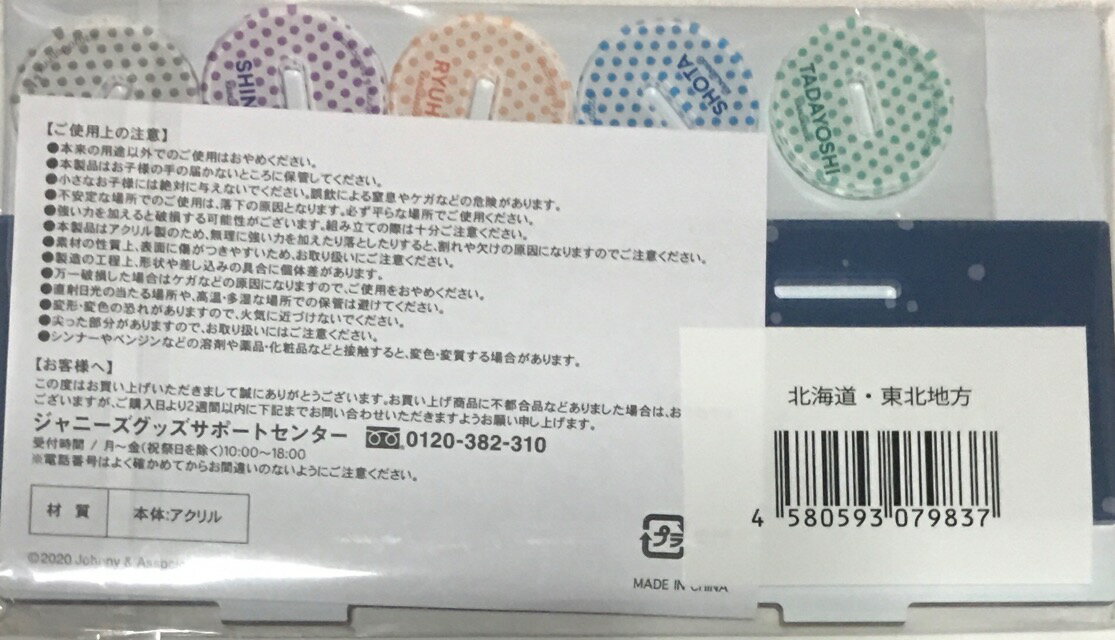 SHIN
RYUH
SHOTA
TADAYOSHI
【ご使用上の注意】
●本来の用途以外でのご使用はおやめください。
●本製品はお子様の手の届かないところに保管してください。
●小さなお子様には絶対に与えないでください。誤飲による窒息やケガなどの危険があります。
●不安定な場所でのご使用は、落下の原因となります。必ず平らな場所でご使用ください。
●強い力を加えると破損する可能性がございます。組み立ての際は十分ご注意ください。
●本製品はアクリル製のため、無理に強い力を加えたり落としたりすると、割れや欠けの原因になりますのでご注意ください。
●素材の性質上、表面に傷がつきやすいため、お取り扱いにご注意ください。
●製造の工程上、形状や差し込みの具合に個体差があります。
●万一破損した場合はケガなどの原因になりますので、ご使用をおやめください。
●直射日光の当たる場所や、高温・多湿な場所での保管は避けてください。
●変形・変色の恐れがありますので、火気に近づけないでください。
●尖った部分がありますので、お取り扱いにはご注意ください。
●シンナーやベンジンなどの溶剤や薬品・化粧品などと接触すると、変色・変質する場合があります。
【お客様へ】
この度はお買い上げいただきまして誠にありがとうございます。お買い上げ商品に不都合品などありました場合は、お
ございますが、ご購入日より2週間以内に下記までお問い合わせいただきますようお願い申し上げます。
ジャニーズグッズサポートセンター 0120-382-310
受付時間 / 月〜金(祝祭日を除く)10:00〜18:00
※電話番号はよく確かめてからお間違いのないようにご注意ください。
材質 本体:アクリル
©2020 Johnny & Associa
プラ
MADE IN CHINA
北海道・東北地方
4 580593 079837